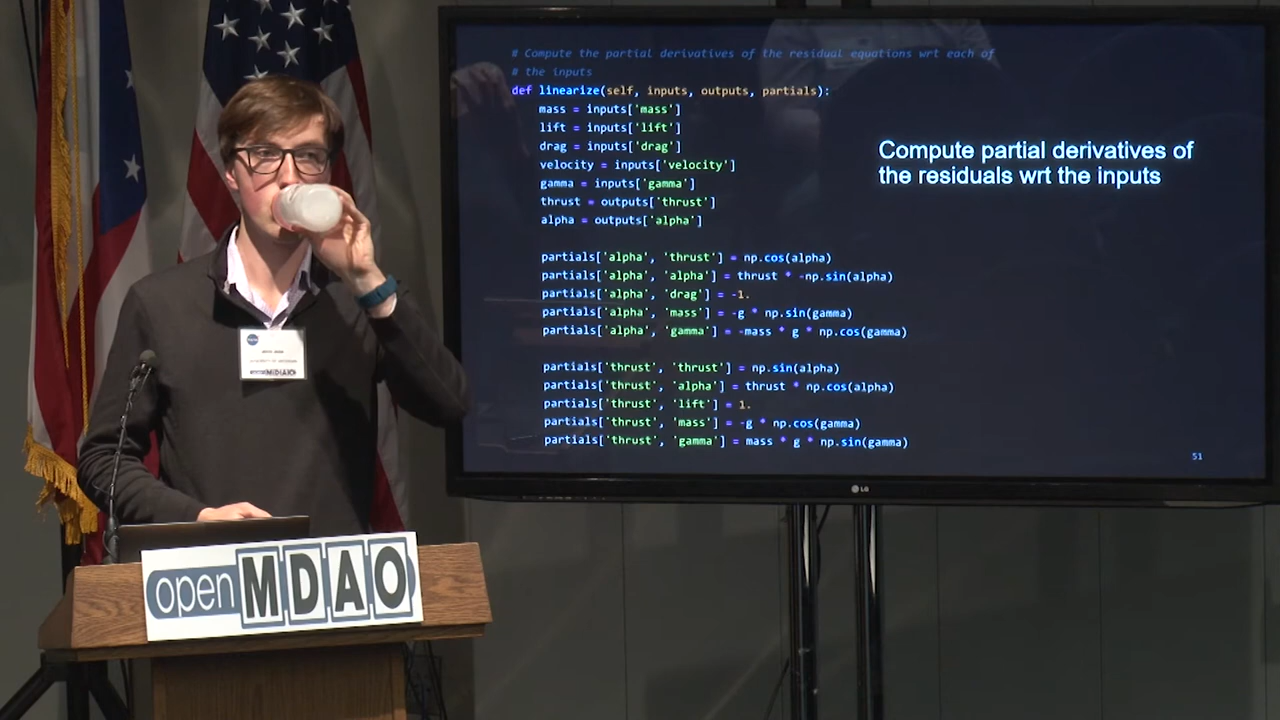 # Compute the partial derivatives of the residual equations wrt each of
# the inputs
def linearize(self, inputs, outputs, partials):
mass = inputs['mass']
lift = inputs['lift']
drag = inputs['drag']
velocity = inputs['velocity']
gamma = inputs['gamma']
thrust = outputs['thrust']
alpha = outputs['alpha']
partials['alpha', 'thrust'] = np.cos(alpha)
partials['alpha', 'alpha'] = thrust * -np.sin(alpha)
partials['alpha', 'drag'] = -1.
partials['alpha', 'mass'] = -g * np.sin(gamma)
partials['alpha', 'gamma'] = -mass * g * np.cos(gamma)
partials['thrust', 'thrust'] = np.sin(alpha)
partials['thrust', 'alpha'] = thrust * np.cos(alpha)
partials['thrust', 'lift'] = 1.
partials['thrust', 'mass'] = -g * np.cos(gamma)
partials['thrust', 'gamma'] = mass * g * np.sin(gamma)
Compute partial derivatives of
the residuals wrt the inputs
51
LG
openMDAO